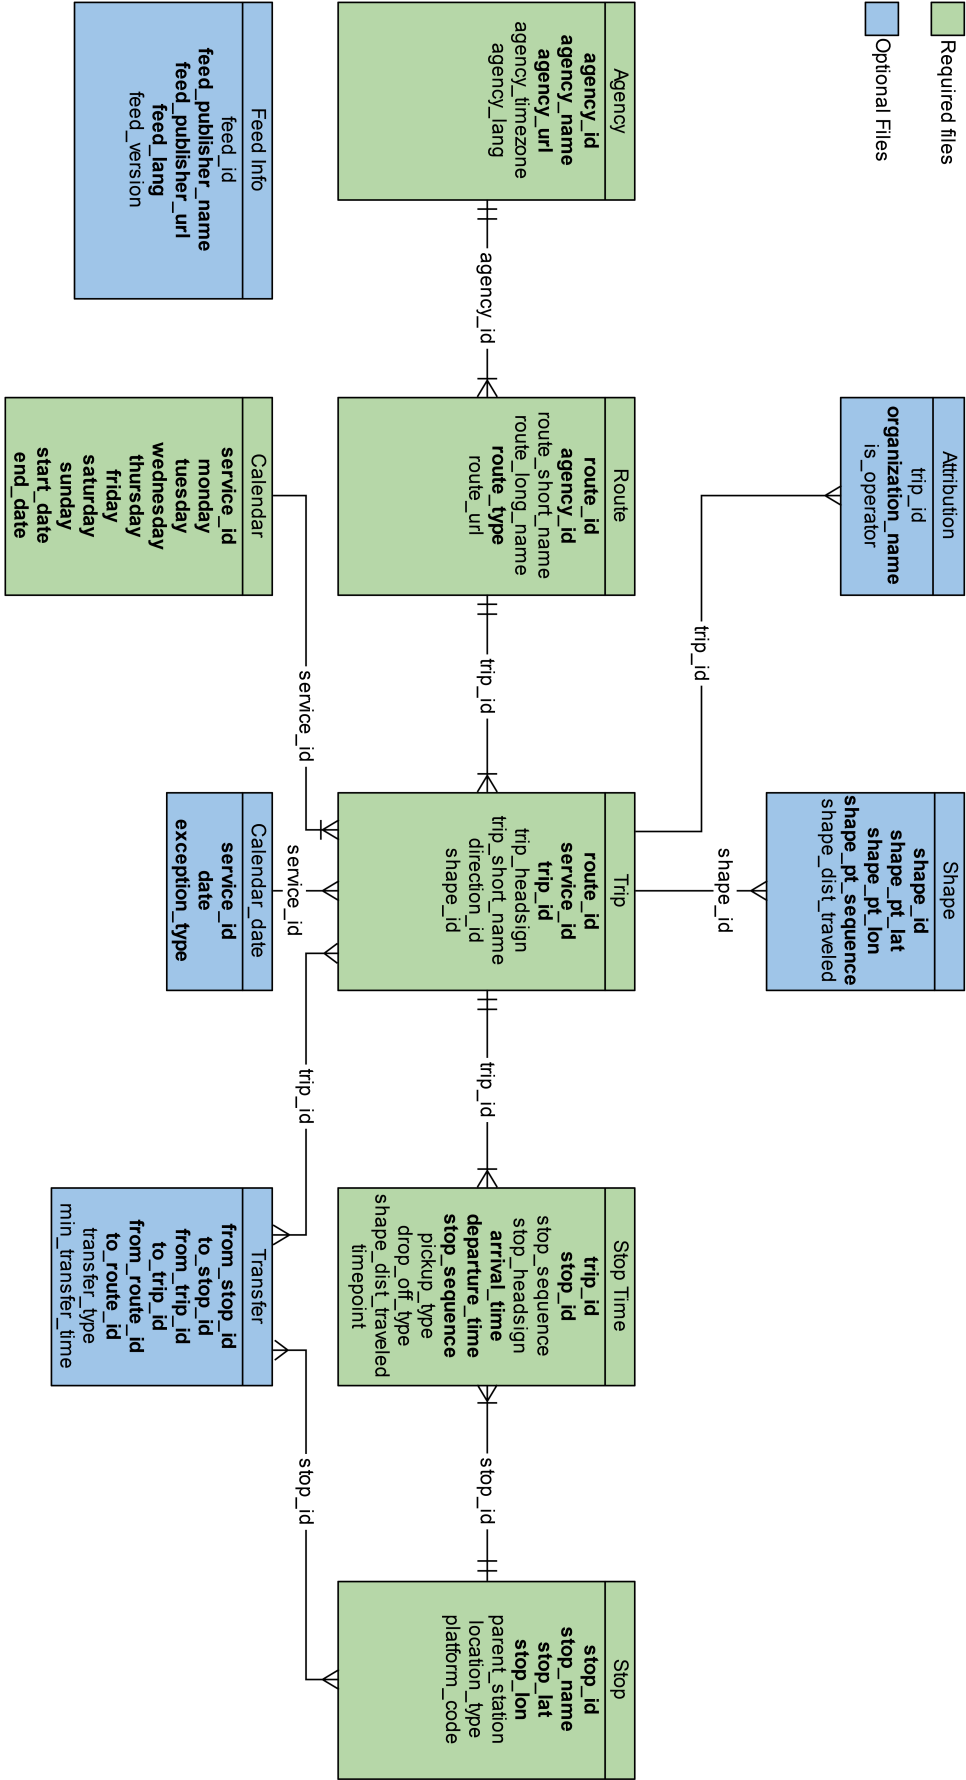 Required files
Optional Files
Attribution
trip_id
organization_name
is_operator
Shape
shape_id
shape_pt_lat
shape_pt_lon
shape_pt_sequence
shape_dist_traveled
trip_id
shape_id
Agency
agency_id
agency_name
agency_url
agency_timezone
agency_lang
agency_id
Route
route_id
agency_id
route_short_name
route_long_name
route_type
route_url
trip_id
Trip
route_id
service_id
trip_id
trip_headsign
trip_short_name
direction_id
shape_id
trip_id
Stop Time
trip_id
stop_id
stop_sequence
stop_headsign
arrival_time
departure_time
stop_sequence
pickup_type
drop_off_type
shape_dist_traveled
timepoint
stop_id
Stop
stop_id
stop_name
stop_lat
stop_lon
parent_station
location_type
platform_code
service_id
service_id
trip_id
stop_id
Feed Info
feed_id
feed_publisher_name
feed_publisher_url
feed_lang
feed_version
Calendar
service_id
monday
tuesday
wednesday
thursday
friday
saturday
sunday
start_date
end_date
Calendar_date
service_id
date
exception_type
Transfer
from_stop_id
to_stop_id
from_trip_id
to_trip_id
from_route_id
to_route_id
transfer_type
min_transfer_time